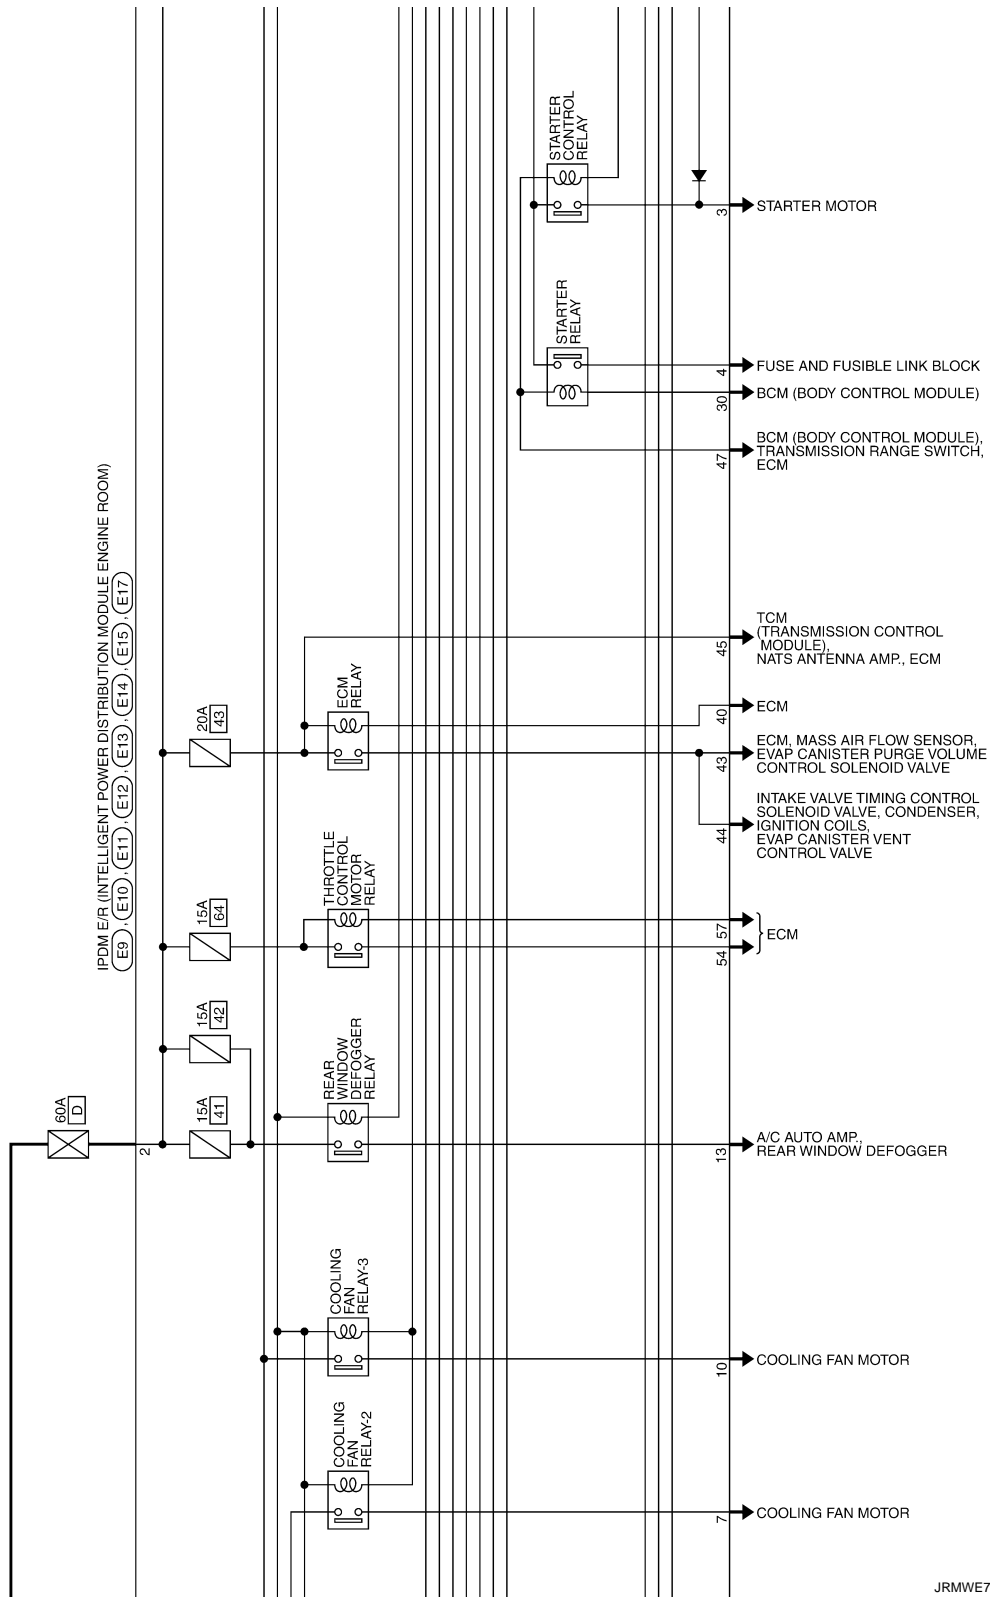 STARTER
CONTROL
RELAY
3
STARTER MOTOR
STARTER
RELAY
4
FUSE AND FUSIBLE LINK BLOCK
30
BCM (BODY CONTROL MODULE)
47
BCM (BODY CONTROL MODULE),
TRANSMISSION RANGE SWITCH,
ECM
IPDM E/R (INTELLIGENT POWER DISTRIBUTION MODULE ENGINE ROOM)
E9 , E10 , E11 , E12 , E13 , E14 , E15 , E17
45
TCM
(TRANSMISSION CONTROL
MODULE),
NATS ANTENNA AMP., ECM
20A
43
ECM
RELAY
40
ECM
43
ECM, MASS AIR FLOW SENSOR,
EVAP CANISTER PURGE VOLUME
CONTROL SOLENOID VALVE
44
INTAKE VALVE TIMING CONTROL
SOLENOID VALVE, CONDENSER,
IGNITION COILS,
EVAP CANISTER VENT
CONTROL VALVE
15A
64
THROTTLE
CONTROL
MOTOR
RELAY
57
54
ECM
15A
42
60A
D
2
15A
41
REAR
WINDOW
DEFOGGER
RELAY
13
A/C AUTO AMP.,
REAR WINDOW DEFOGGER
COOLING
FAN
RELAY-3
10
COOLING FAN MOTOR
COOLING
FAN
RELAY-2
7
COOLING FAN MOTOR
JRMWE7